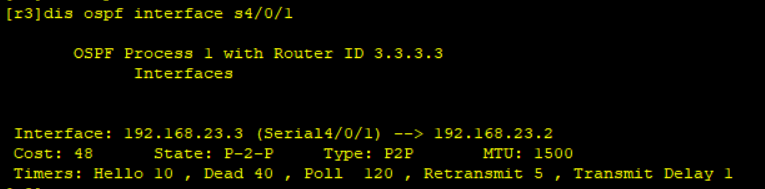 [r3]dis ospf interface s4/0/1
OSPF Process 1 with Router ID 3.3.3.3
Interfaces
Interface: 192.168.23.3 (Serial4/0/1) --> 192.168.23.2
Cost: 48 State: P-2-P Type: P2P MTU: 1500
Timers: Hello 10 , Dead 40 , Poll 120 , Retransmit 5 , Transmit Delay 1